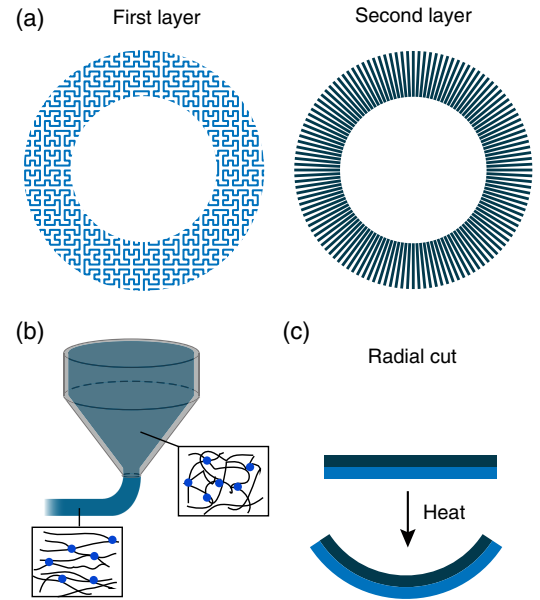 (a)
First layer
Second layer
(b)
(c)
Radial cut
Heat